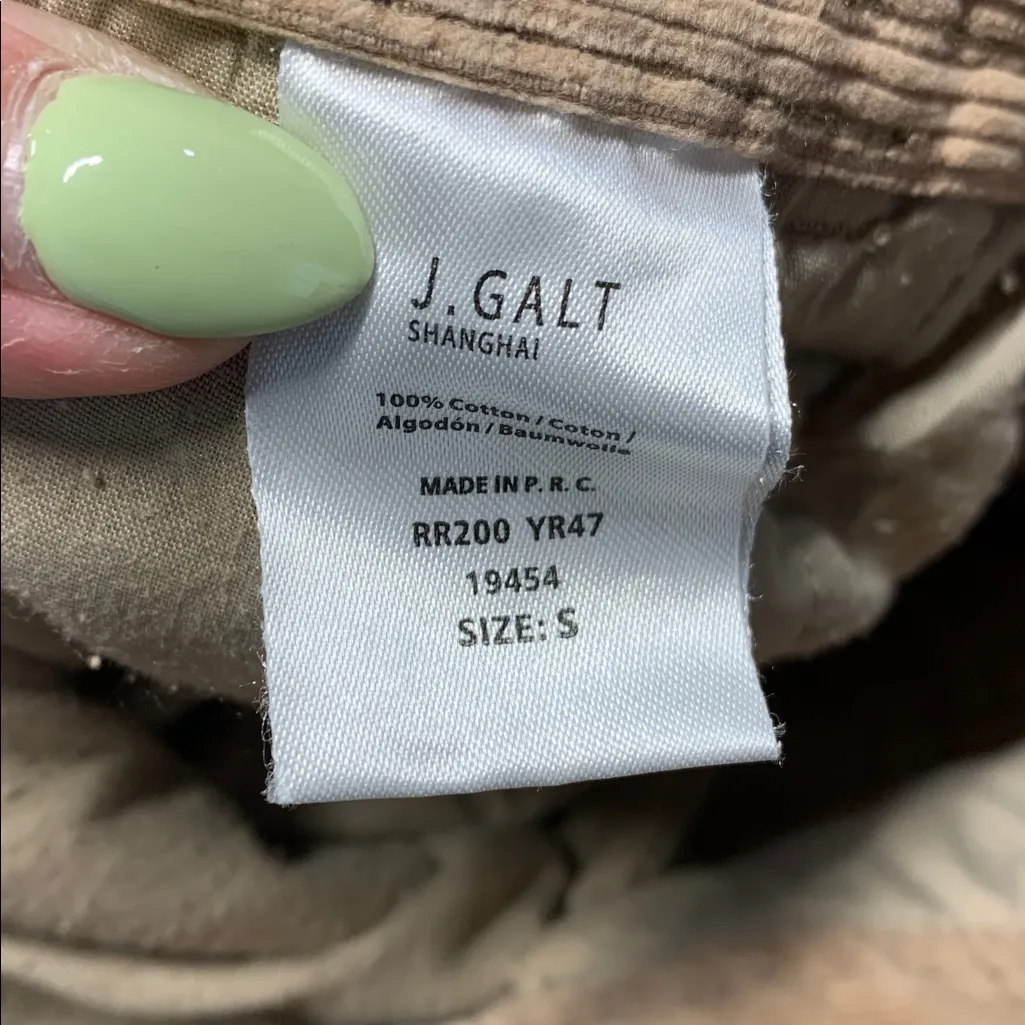 J.GALT
SHANGHAI
100% Cotton / Coton /
Algodón / Baumwolle
MADE IN P. R. C.
RR200 YR47
19454
SIZE: S